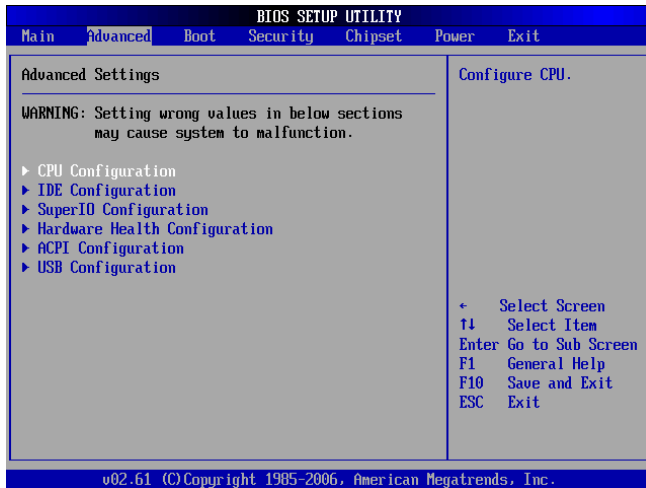 BIOS SETUP UTILITY
Main Advanced Boot Security Chipset Power Exit
Advanced Settings
WARNING: Setting wrong values in below sections
may cause system to malfunction.
▶ CPU Configuration
▶ IDE Configuration
▶ SuperIO Configuration
▶ Hardware Health Configuration
▶ ACPI Configuration
▶ USB Configuration
Configure CPU.
← Select Screen
↑↓ Select Item
Enter Go to Sub Screen
F1 General Help
F10 Save and Exit
ESC Exit
v02.61 (C)Copyright 1985-2006, American Megatrends, Inc.